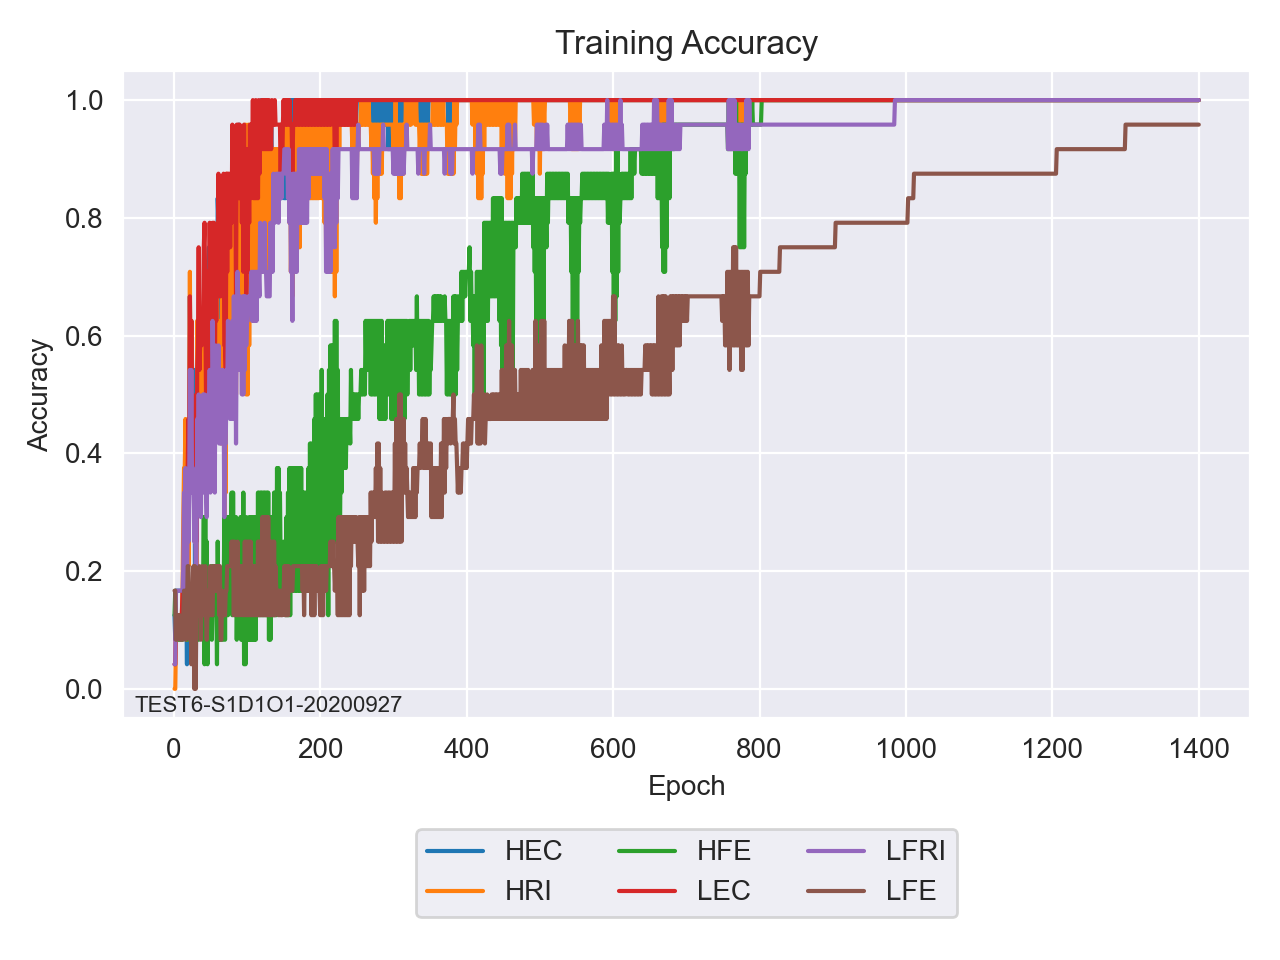 Training Accuracy
1.0
0.8
0.6
0.4
0.2
0.0
Accuracy
TEST6-S1D1O1-20200927
0 200 400 600 800 1000 1200 1400
Epoch
HEC HFE LFRI
HRI LEC LFE